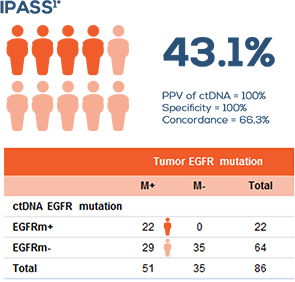 IPASS1*
43.1%
PPV of ctDNA = 100%
Specificity = 100%
Concordance = 66.3%
Tumor EGFR mutation
M+ M- Total
ctDNA EGFR mutation
EGFRm+ 22 0 22
EGFRm- 29 35 64
Total 51 35 86